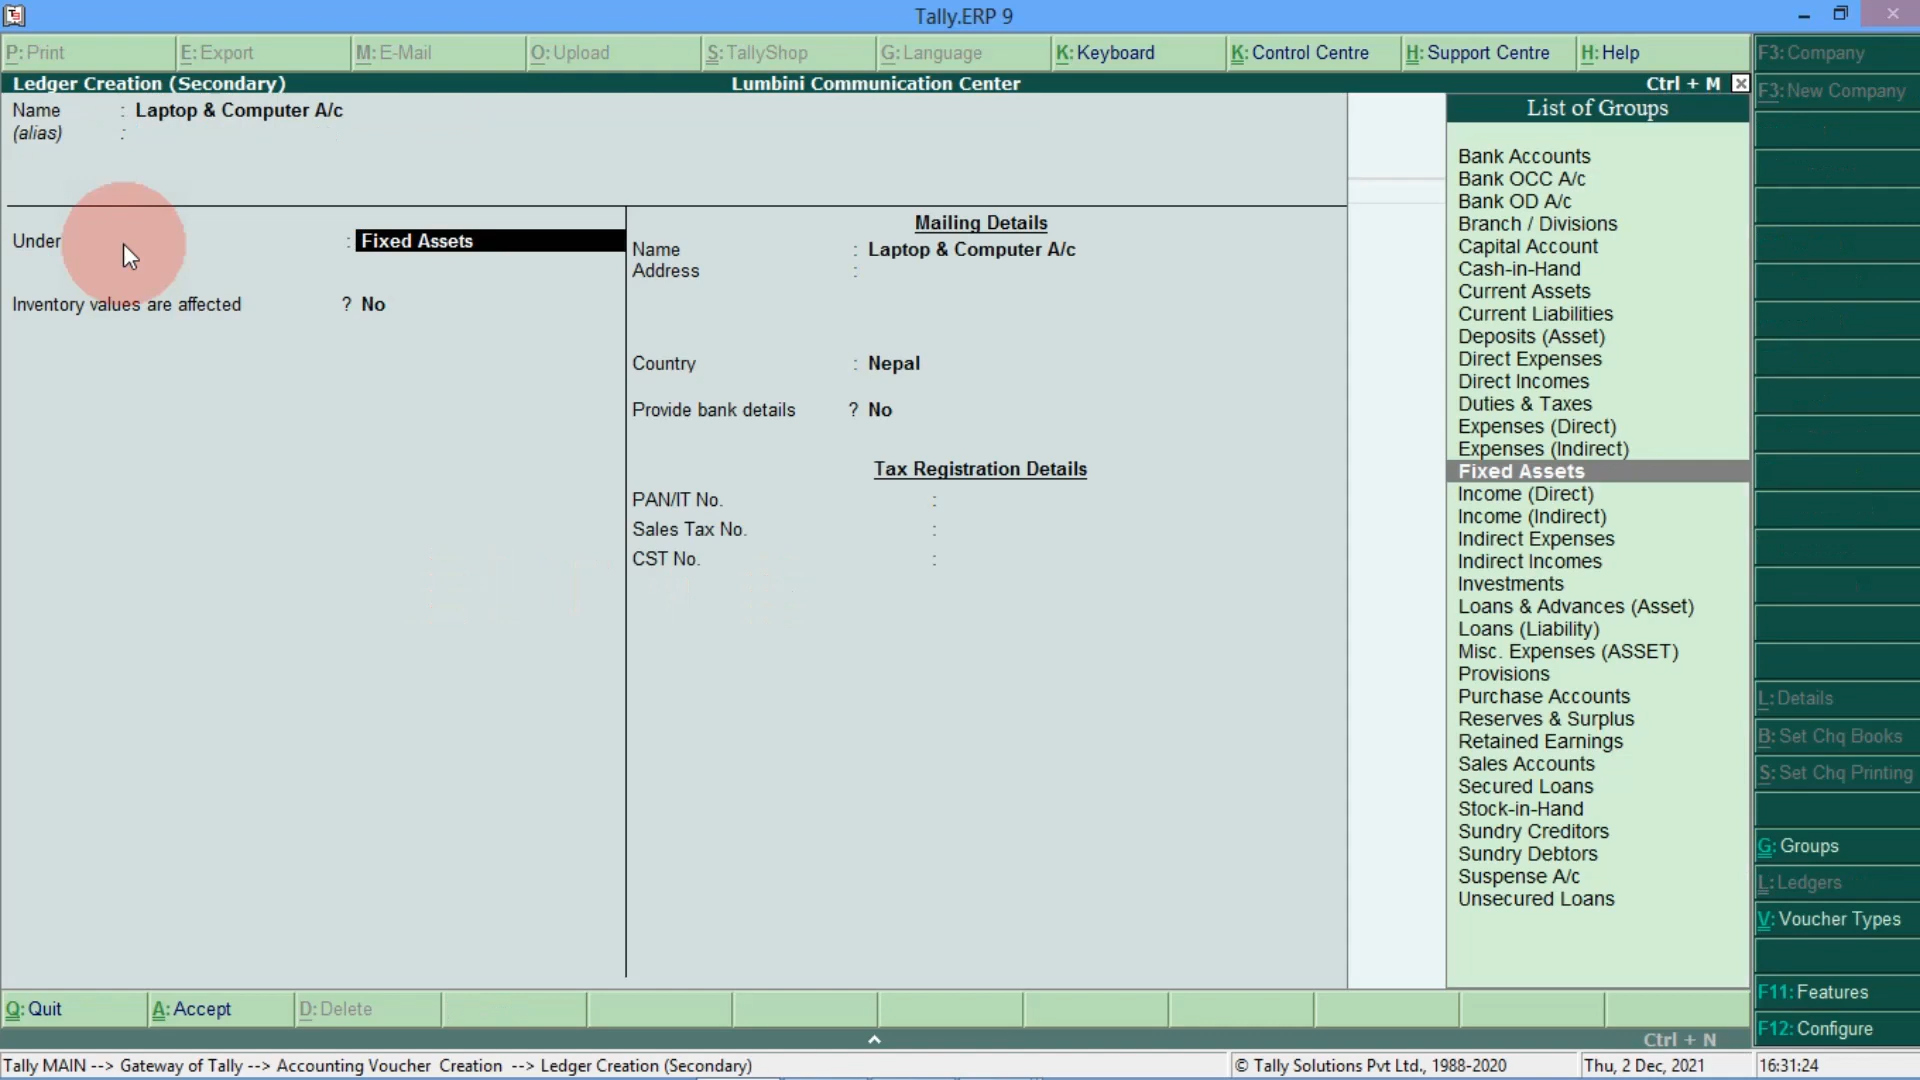 Tally.ERP 9
P: Print
E: Export
M: E-Mail
O: Upload
S: TallyShop
G: Language
K: Keyboard
K: Control Centre
H: Support Centre
H: Help
F3: Company
Ledger Creation (Secondary)
Lumbini Communication Center
Ctrl + M
F3: New Company
Name : Laptop & Computer A/c
(alias) :
Under : Fixed Assets
Inventory values are affected ? No
Mailing Details
Name : Laptop & Computer A/c
Address :
Country : Nepal
Provide bank details ? No
Tax Registration Details
PAN/IT No. :
Sales Tax No. :
CST No. :
List of Groups
Bank Accounts
Bank OCC A/c
Bank OD A/c
Branch / Divisions
Capital Account
Cash-in-Hand
Current Assets
Current Liabilities
Deposits (Asset)
Direct Expenses
Direct Incomes
Duties & Taxes
Expenses (Direct)
Expenses (Indirect)
Fixed Assets
Income (Direct)
Income (Indirect)
Indirect Expenses
Indirect Incomes
Investments
Loans & Advances (Asset)
Loans (Liability)
Misc. Expenses (ASSET)
Provisions
Purchase Accounts
Reserves & Surplus
Retained Earnings
Sales Accounts
Secured Loans
Stock-in-Hand
Sundry Creditors
Sundry Debtors
Suspense A/c
Unsecured Loans
L: Details
B: Set Chq Books
S: Set Chq Printing
G: Groups
L: Ledgers
V: Voucher Types
F11: Features
F12: Configure
Q: Quit
A: Accept
D: Delete
Ctrl + N
Tally MAIN --> Gateway of Tally --> Accounting Voucher Creation --> Ledger Creation (Secondary)
© Tally Solutions Pvt Ltd., 1988-2020
Thu, 2 Dec, 2021
16:31:24